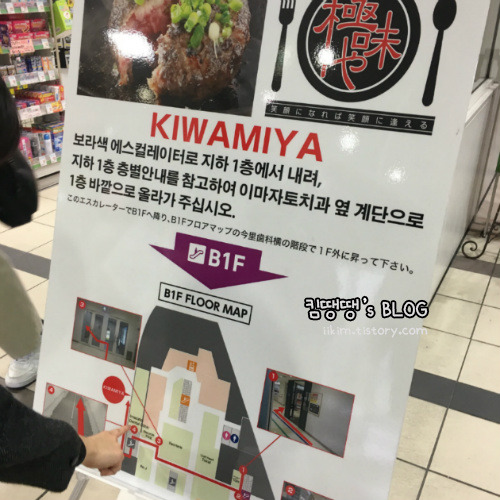 極味や
笑顔になれば笑顔に逢える
KIWAMIYA
보라색 에스컬레이터로 지하 1층에서 내려,
지하 1층 층별안내를 참고하여 이마자토치과 옆 계단으로
1층 바깥으로 올라가 주십시오.
このエスカレーターでB1Fへ降り、B1Fフロアマップの今里歯科横の階段で1F外に昇って下さい。
B1F
B1F FLOOR MAP
킴땡땡's BLOG
iikim.tistory.com
3
1
4
KIWAMIYA
2